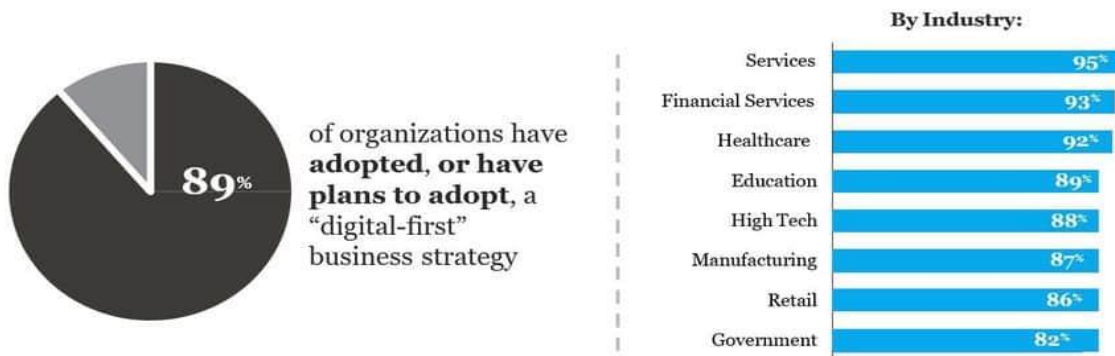 89%
of organizations have
adopted, or have
plans to adopt, a
“digital-first”
business strategy
By Industry:
Services 95%
Financial Services 93%
Healthcare 92%
Education 89%
High Tech 88%
Manufacturing 87%
Retail 86%
Government 82%